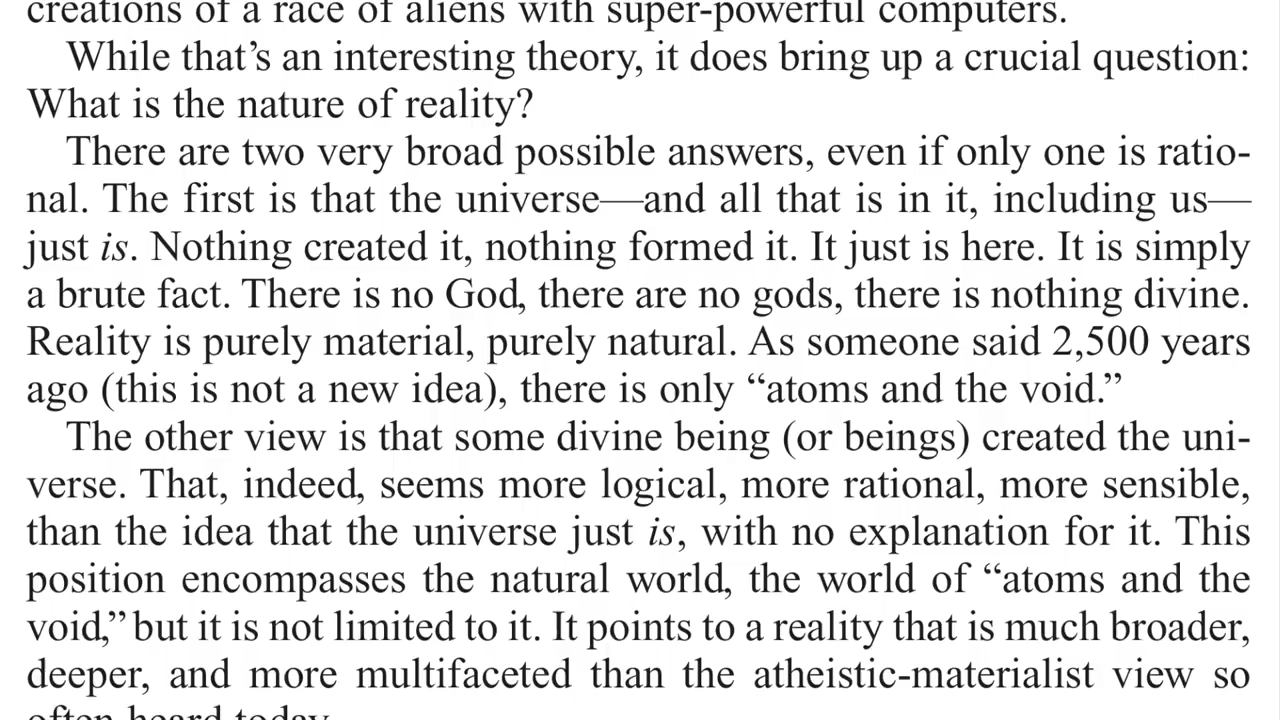 creations of a race of aliens with super-powerful computers.
While that’s an interesting theory, it does bring up a crucial question:
What is the nature of reality?
There are two very broad possible answers, even if only one is ratio-
nal. The first is that the universe—and all that is in it, including us—
just is. Nothing created it, nothing formed it. It just is here. It is simply
a brute fact. There is no God, there are no gods, there is nothing divine.
Reality is purely material, purely natural. As someone said 2,500 years
ago (this is not a new idea), there is only “atoms and the void.”
The other view is that some divine being (or beings) created the uni-
verse. That, indeed, seems more logical, more rational, more sensible,
than the idea that the universe just is, with no explanation for it. This
position encompasses the natural world, the world of “atoms and the
void,” but it is not limited to it. It points to a reality that is much broader,
deeper, and more multifaceted than the atheistic-materialist view so
often heard today.